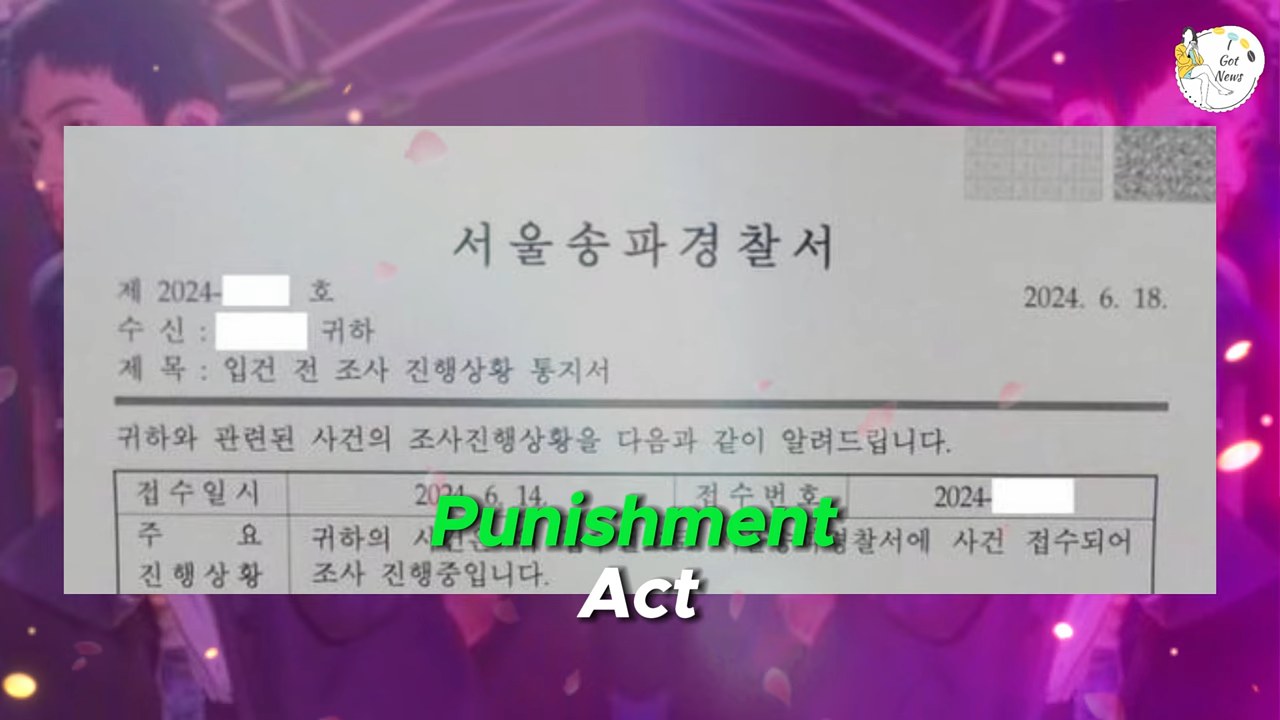 I
Got
News
서울송파경찰서
제 2024- 호
2024. 6. 18.
수 신 : 귀하
제 목 : 입건 전 조사 진행상황 통지서
귀하와 관련된 사건의 조사진행상황을 다음과 같이 알려드립니다.
접수일시 2024. 6. 14. 접수번호 2024-
주 요 귀하의 경찰서에 사건 접수되어
진행상황 조사 진행중입니다.
Punishment
Act